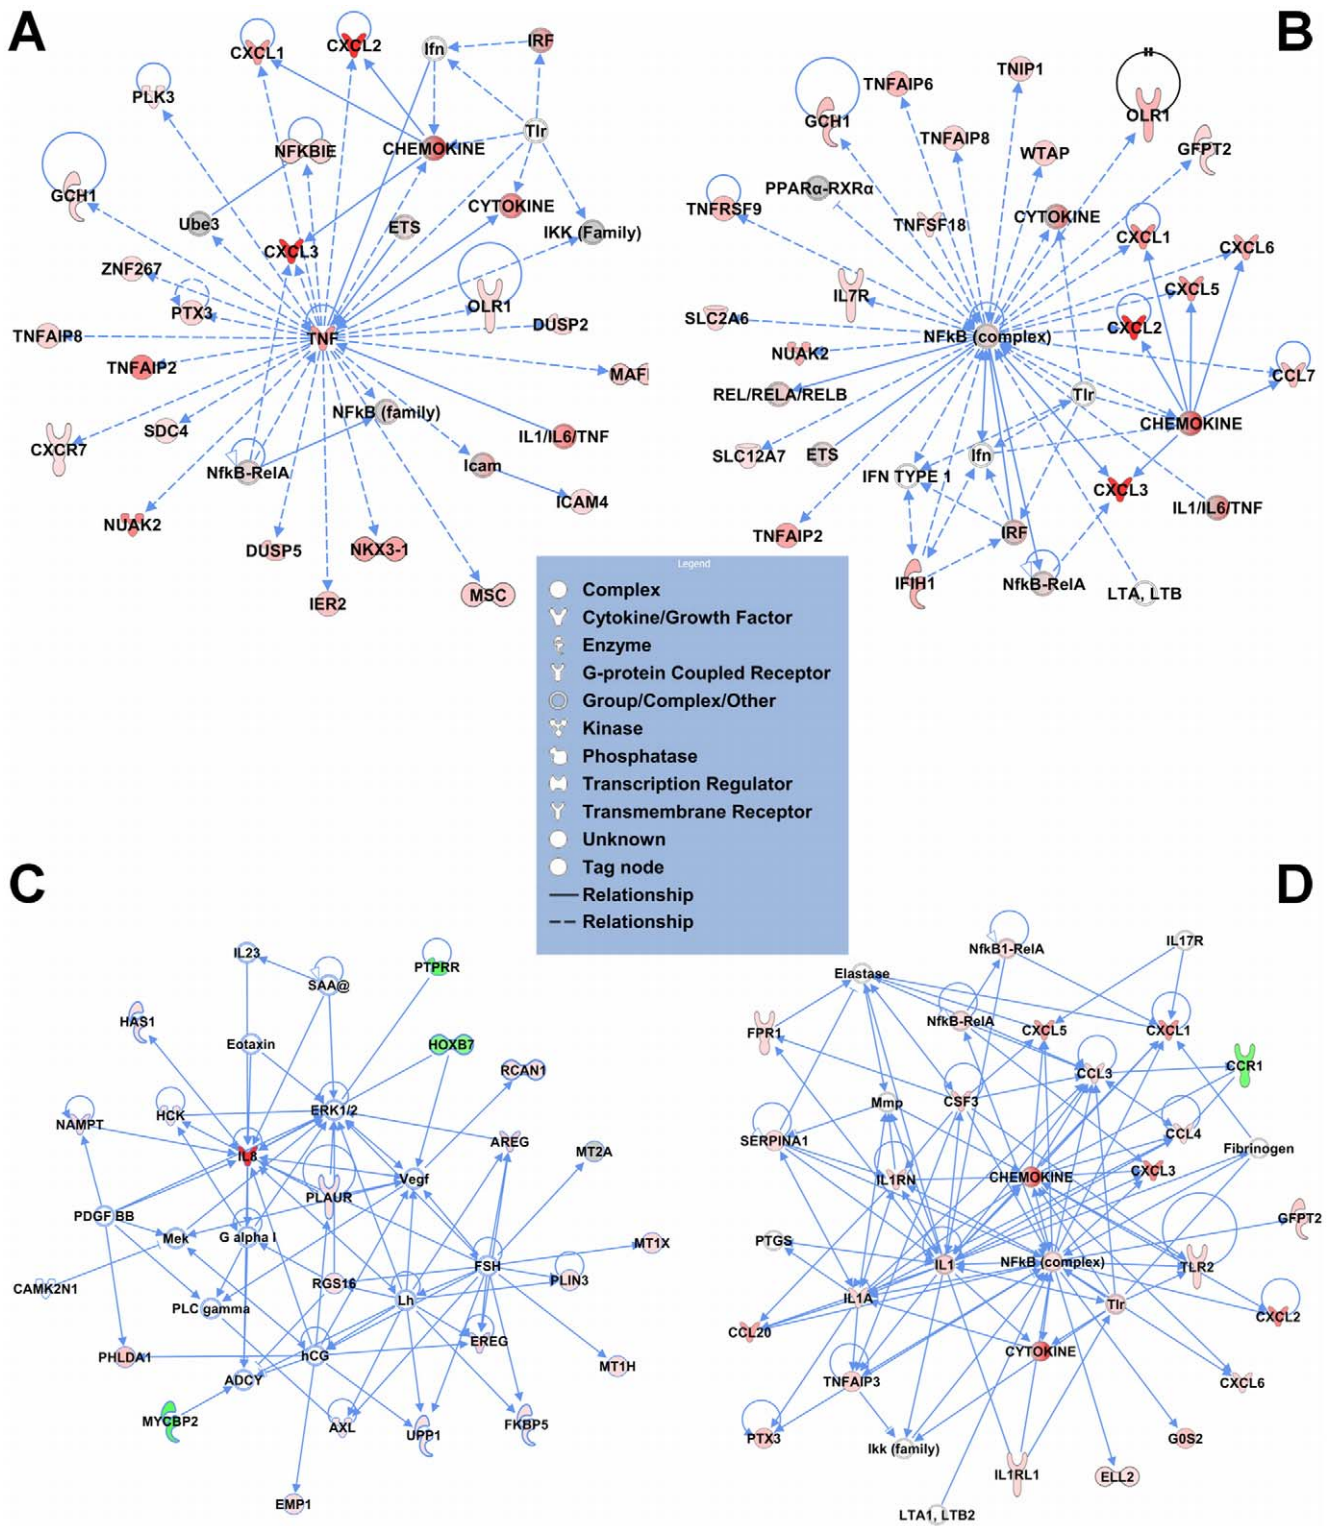 A
B
CXCL1
CXCL2
Ifn
IRF
PLK3
NFKBIE
CHEMOKINE
Tlr
GCH1
Ube3
ETS
CYTOKINE
IKK (Family)
CXCL3
ZNF267
PTX3
OLR1
DUSP2
TNFAIP8
TNF
TNFAIP2
MAF
NFkB (family)
CXCR7
SDC4
IL1/IL6/TNF
NfkB-RelA
Icam
ICAM4
NUAK2
DUSP5
NKX3-1
IER2
MSC
TNFAIP6
TNIP1
OLR1
GCH1
TNFAIP8
WTAP
GFPT2
PPARα-RXRα
TNFRSF9
TNFSF18
CYTOKINE
CXCL1
CXCL6
IL7R
CXCL5
SLC2A6
NFkB (complex)
CXCL2
NUAK2
CCL7
REL/RELA/RELB
Tlr
CHEMOKINE
SLC12A7
ETS
Ifn
IFN TYPE 1
CXCL3
IL1/IL6/TNF
TNFAIP2
IRF
IFIH1
NfkB-RelA
LTA, LTB
Legend
Complex
Cytokine/Growth Factor
Enzyme
G-protein Coupled Receptor
Group/Complex/Other
Kinase
Phosphatase
Transcription Regulator
Transmembrane Receptor
Unknown
Tag node
Relationship
Relationship
C
D
IL23
SAA@
PTPRR
HAS1
Eotaxin
HOXB7
RCAN1
NAMPT
HCK
ERK1/2
IL8
AREG
MT2A
PLAUR
Vegf
PDGF BB
Mek
G alpha i
MT1X
FSH
CAMK2N1
RGS16
PLIN3
PLC gamma
Lh
EREG
PHLDA1
hCG
MT1H
ADCY
MYCBP2
AXL
UPP1
FKBP5
EMP1
NfkB1-RelA
IL17R
Elastase
FPR1
NfkB-RelA
CXCL5
CXCL1
CCL3
CCR1
Mmp
CSF3
SERPINA1
CCL4
Fibrinogen
IL1RN
CHEMOKINE
CXCL3
GFPT2
PTGS
IL1
NFkB (complex)
TLR2
IL1A
Tlr
CCL20
CXCL2
CYTOKINE
TNFAIP3
CXCL6
PTX3
Ikk (family)
G0S2
IL1RL1
ELL2
LTA1, LTB2